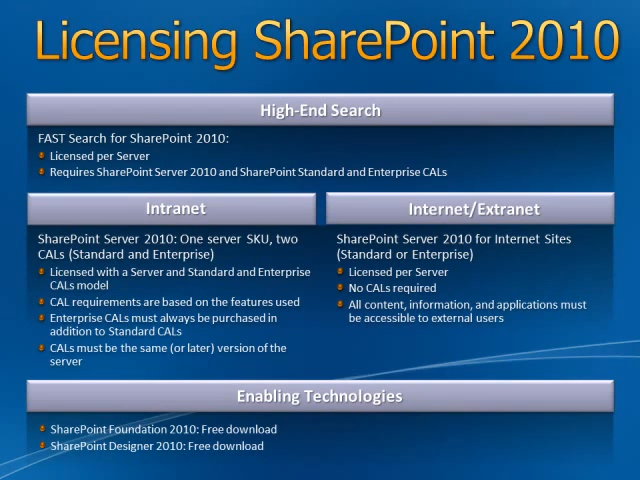 Licensing SharePoint 2010
High-End Search
FAST Search for SharePoint 2010:
Licensed per Server
Requires SharePoint Server 2010 and SharePoint Standard and Enterprise CALs
Intranet
SharePoint Server 2010: One server SKU, two
CALs (Standard and Enterprise)
Licensed with a Server and Standard and Enterprise
CALs model
CAL requirements are based on the features used
Enterprise CALs must always be purchased in
addition to Standard CALs
CALs must be the same (or later) version of the
server
Internet/Extranet
SharePoint Server 2010 for Internet Sites
(Standard or Enterprise)
Licensed per Server
No CALs required
All content, information, and applications must
be accessible to external users
Enabling Technologies
SharePoint Foundation 2010: Free download
SharePoint Designer 2010: Free download